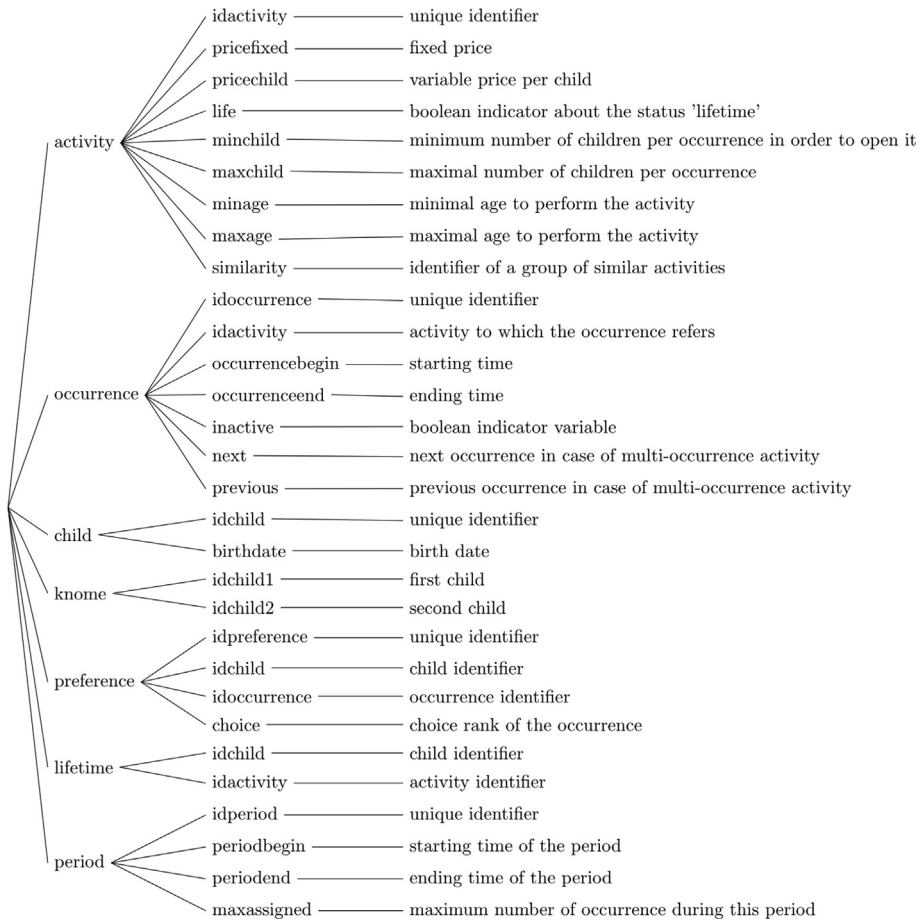 activity
idactivity unique identifier
pricefixed fixed price
pricechild variable price per child
life boolean indicator about the status 'lifetime'
minchild minimum number of children per occurrence in order to open it
maxchild maximal number of children per occurrence
minage minimal age to perform the activity
maxage maximal age to perform the activity
similarity identifier of a group of similar activities
occurrence
idoccurrence unique identifier
idactivity activity to which the occurrence refers
occurrencebegin starting time
occurrenceend ending time
inactive boolean indicator variable
next next occurrence in case of multi-occurrence activity
previous previous occurrence in case of multi-occurrence activity
child
idchild unique identifier
birthdate birth date
knome
idchild1 first child
idchild2 second child
preference
idpreference unique identifier
idchild child identifier
idoccurrence occurrence identifier
choice choice rank of the occurrence
lifetime
idchild child identifier
idactivity activity identifier
period
idperiod unique identifier
periodbegin starting time of the period
periodend ending time of the period
maxassigned maximum number of occurrence during this period